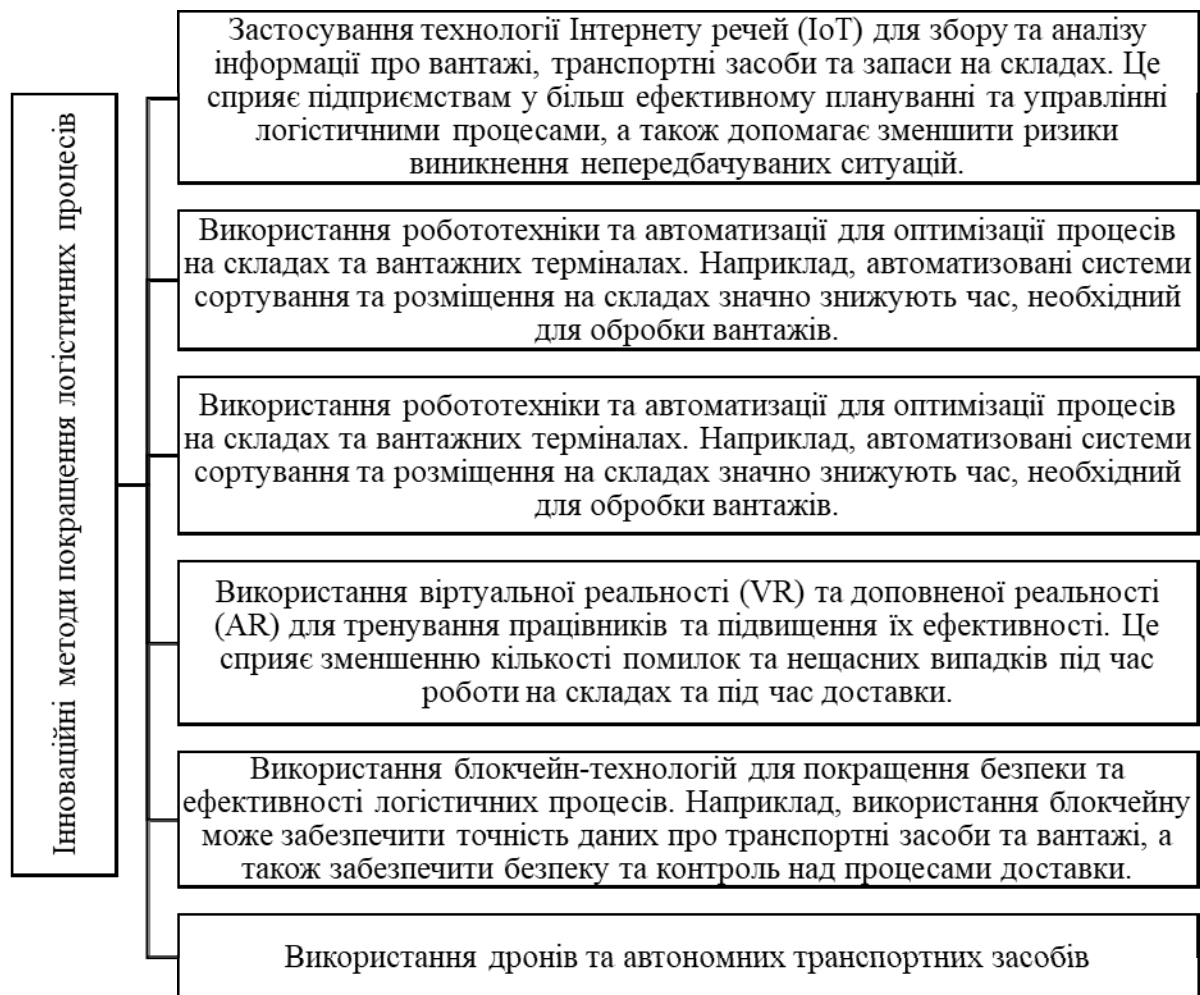 Інноваційні методи покращення логістичних процесів
Застосування технології Інтернету речей (IoT) для збору та аналізу
інформації про вантажі, транспортні засоби та запаси на складах. Це
сприяє підприємствам у більш ефективному плануванні та управлінні
логістичними процесами, а також допомагає зменшити ризики
виникнення непередбачуваних ситуацій.
Використання робототехніки та автоматизації для оптимізації процесів
на складах та вантажних терміналах. Наприклад, автоматизовані системи
сортування та розміщення на складах значно знижують час, необхідний
для обробки вантажів.
Використання робототехніки та автоматизації для оптимізації процесів
на складах та вантажних терміналах. Наприклад, автоматизовані системи
сортування та розміщення на складах значно знижують час, необхідний
для обробки вантажів.
Використання віртуальної реальності (VR) та доповненої реальності
(AR) для тренування працівників та підвищення їх ефективності. Це
сприяє зменшенню кількості помилок та нещасних випадків під час
роботи на складах та під час доставки.
Використання блокчейн-технологій для покращення безпеки та
ефективності логістичних процесів. Наприклад, використання блокчейну
може забезпечити точність даних про транспортні засоби та вантажі, а
також забезпечити безпеку та контроль над процесами доставки.
Використання дронів та автономних транспортних засобів